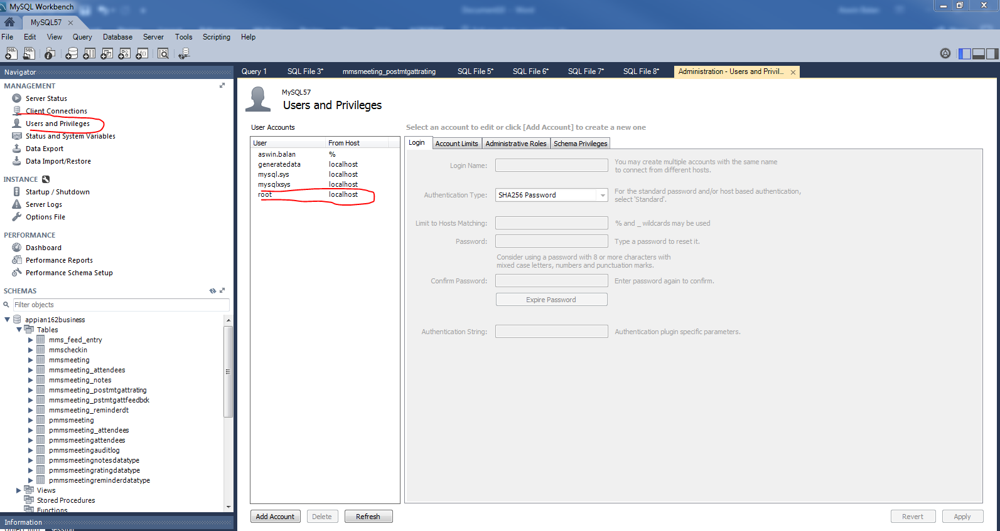 MySQL Workbench
MySQL57
File Edit View Query Database Server Tools Scripting Help
Navigator
MANAGEMENT
Server Status
Client Connections
Users and Privileges
Status and System Variables
Data Export
Data Import/Restore
INSTANCE
Startup / Shutdown
Server Logs
Options File
PERFORMANCE
Dashboard
Performance Reports
Performance Schema Setup
SCHEMAS
Filter objects
appian162business
Tables
mms_feed_entry
mmscheckin
mmsmeeting
mmsmeeting_attendees
mmsmeeting_notes
mmsmeeting_postmtgattrating
mmsmeeting_pstmtgattfeedbdk
mmsmeeting_reminderdt
pmmsmeeting
pmmsmeeting_attendees
pmmsmeetingattendees
pmmsmeetingauditlog
pmmsmeetingnotesdatatype
pmmsmeetingratingdatatype
pmmsmeetingreminderdatatype
Views
Stored Procedures
Functions
Information
Query 1 SQL File 3* mmsmeeting_postmtgattrating SQL File 5* SQL File 6* SQL File 7* SQL File 8* Administration - Users and Privil...
MySQL57
Users and Privileges
User Accounts
User From Host
aswin.balan %
generatedata localhost
mysql.sys localhost
mysqlxsys localhost
root localhost
Add Account Delete Refresh
Select an account to edit or click [Add Account] to create a new one
Login Account Limits Administrative Roles Schema Privileges
Login Name: You may create multiple accounts with the same name
to connect from different hosts.
Authentication Type: SHA256 Password For the standard password and/or host based authentication,
select 'Standard'.
Limit to Hosts Matching: % and _ wildcards may be used
Password: Type a password to reset it.
Consider using a password with 8 or more characters with
mixed case letters, numbers and punctuation marks.
Confirm Password: Enter password again to confirm.
Expire Password
Authentication String: Authentication plugin specific parameters.
Revert Apply